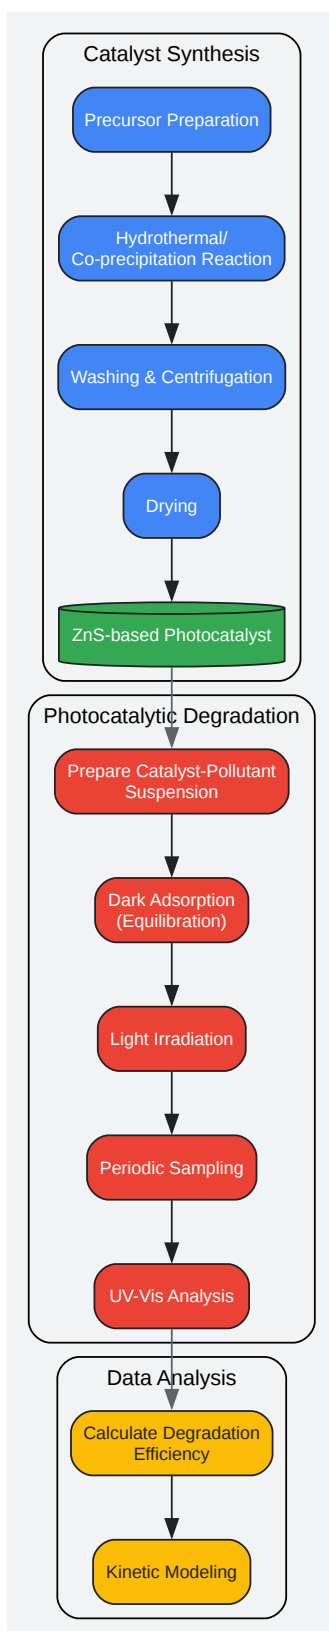 Catalyst Synthesis
Precursor Preparation
Hydrothermal/
Co-precipitation Reaction
Washing & Centrifugation
Drying
ZnS-based Photocatalyst
Photocatalytic Degradation
Prepare Catalyst-Pollutant
Suspension
Dark Adsorption
(Equilibration)
Light Irradiation
Periodic Sampling
UV-Vis Analysis
Data Analysis
Calculate Degradation
Efficiency
Kinetic Modeling